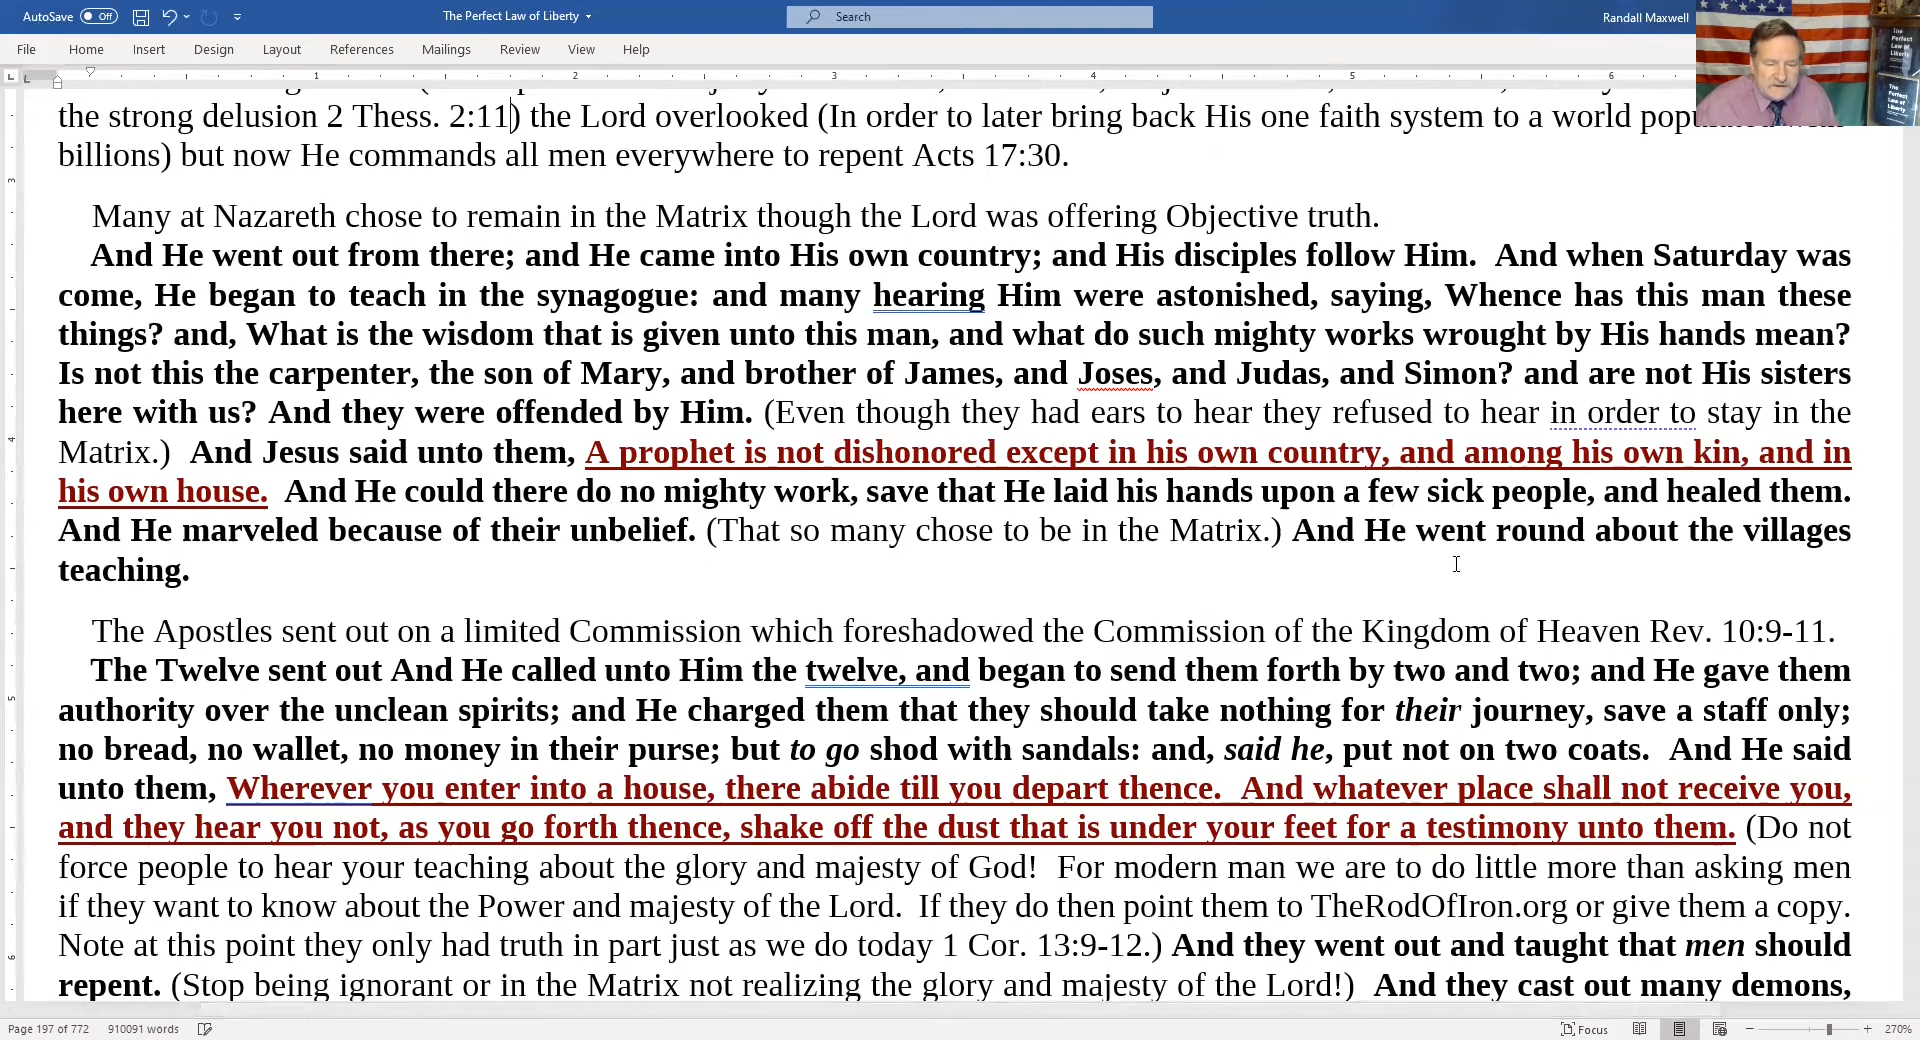 AutoSave Off The Perfect Law of Liberty Search Randall Maxwell
File Home Insert Design Layout References Mailings Review View Help
1 2 3 4 5 6
the strong delusion 2 Thess. 2:11) the Lord overlooked (In order to later bring back His one faith system to a world
billions) but now He commands all men everywhere to repent Acts 17:30.
Many at Nazareth chose to remain in the Matrix though the Lord was offering Objective truth.
And He went out from there; and He came into His own country; and His disciples follow Him. And when Saturday was
come, He began to teach in the synagogue: and many hearing Him were astonished, saying, Whence has this man these
things? and, What is the wisdom that is given unto this man, and what do such mighty works wrought by His hands mean?
Is not this the carpenter, the son of Mary, and brother of James, and Joses, and Judas, and Simon? and are not His sisters
here with us? And they were offended by Him. (Even though they had ears to hear they refused to hear in order to stay in the
Matrix.) And Jesus said unto them, A prophet is not dishonored except in his own country, and among his own kin, and in
his own house. And He could there do no mighty work, save that He laid his hands upon a few sick people, and healed them.
And He marveled because of their unbelief. (That so many chose to be in the Matrix.) And He went round about the villages
teaching.
The Apostles sent out on a limited Commission which foreshadowed the Commission of the Kingdom of Heaven Rev. 10:9-11.
The Twelve sent out And He called unto Him the twelve, and began to send them forth by two and two; and He gave them
authority over the unclean spirits; and He charged them that they should take nothing for their journey, save a staff only;
no bread, no wallet, no money in their purse; but to go shod with sandals: and, said he, put not on two coats. And He said
unto them, Wherever you enter into a house, there abide till you depart thence. And whatever place shall not receive you,
and they hear you not, as you go forth thence, shake off the dust that is under your feet for a testimony unto them. (Do not
force people to hear your teaching about the glory and majesty of God! For modern man we are to do little more than asking men
if they want to know about the Power and majesty of the Lord. If they do then point them to TheRodOfIron.org or give them a copy.
Note at this point they only had truth in part just as we do today 1 Cor. 13:9-12.) And they went out and taught that men should
repent. (Stop being ignorant or in the Matrix not realizing the glory and majesty of the Lord!) And they cast out many demons,
Page 197 of 772 910091 words Focus 270%
The
Perfect
Law of
Liberty
The
Perfect
Law of
Liberty
3
4
5
6